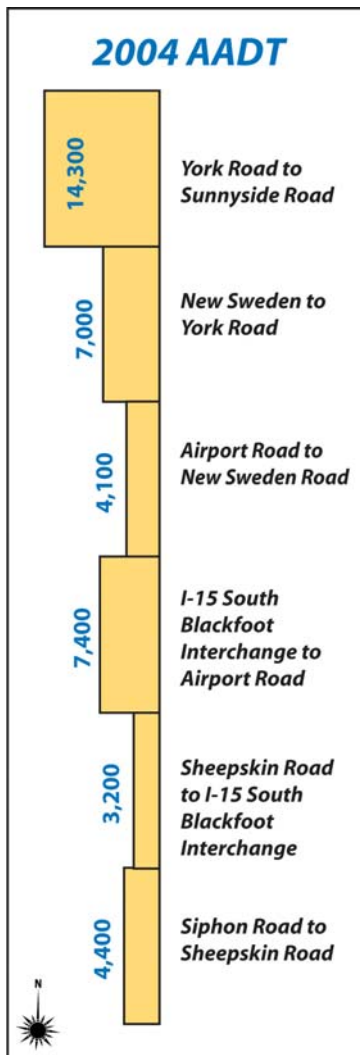 2004 AADT
14,300
York Road to
Sunnyside Road
7,000
New Sweden to
York Road
4,100
Airport Road to
New Sweden Road
7,400
I-15 South
Blackfoot
Interchange to
Airport Road
3,200
Sheepskin Road
to I-15 South
Blackfoot
Interchange
4,400
Siphon Road to
Sheepskin Road
N